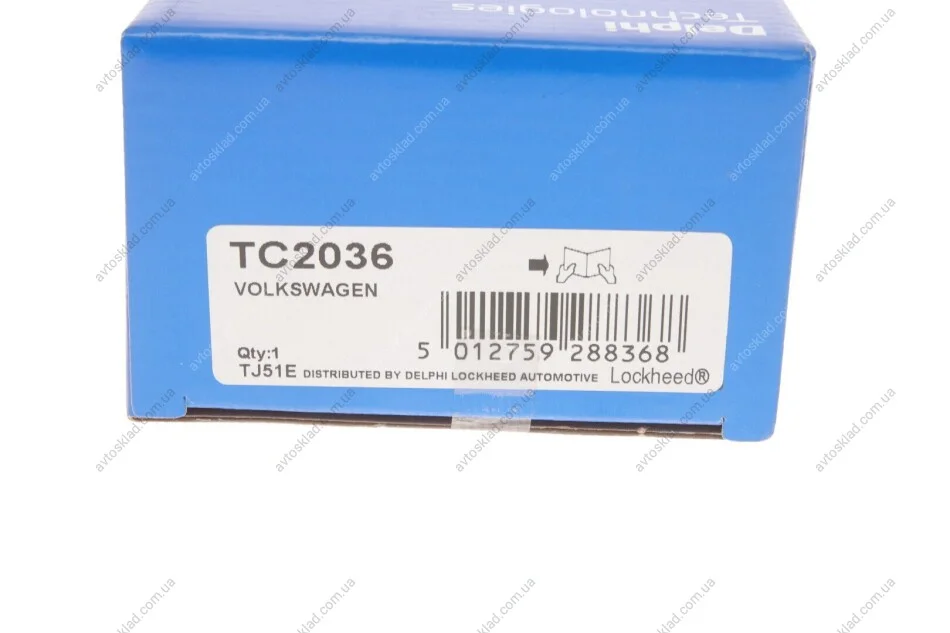 Delphi
Technologies
TC2036
VOLKSWAGEN
5 012759 288368
Qty:1
TJ51E DISTRIBUTED BY DELPHI LOCKHEED AUTOMOTIVE Lockheed®
avtosklad.com.ua